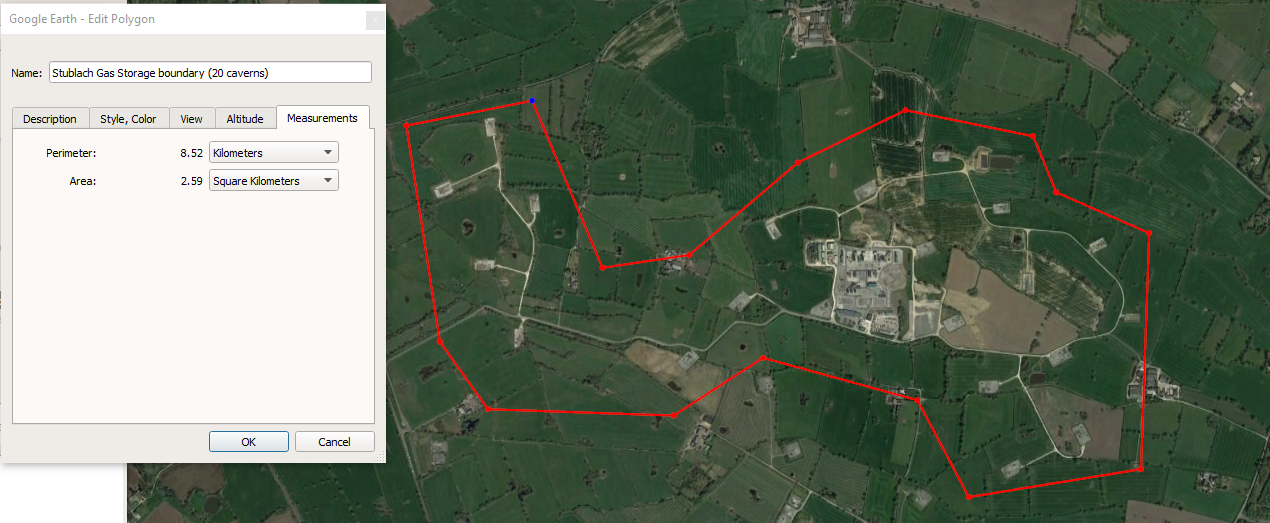 Google Earth - Edit Polygon
x
Name: Stublach Gas Storage boundary (20 caverns)
Description Style, Color View Altitude Measurements
Perimeter: 8.52 Kilometers
Area: 2.59 Square Kilometers
OK Cancel